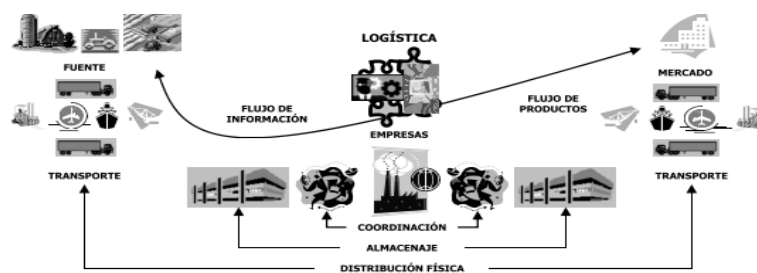 LOGÍSTICA
FUENTE
MERCADO
FLUJO DE
INFORMACIÓN
FLUJO DE
PRODUCTOS
EMPRESAS
TRANSPORTE
TRANSPORTE
COORDINACIÓN
ALMACENAJE
DISTRIBUCIÓN FÍSICA